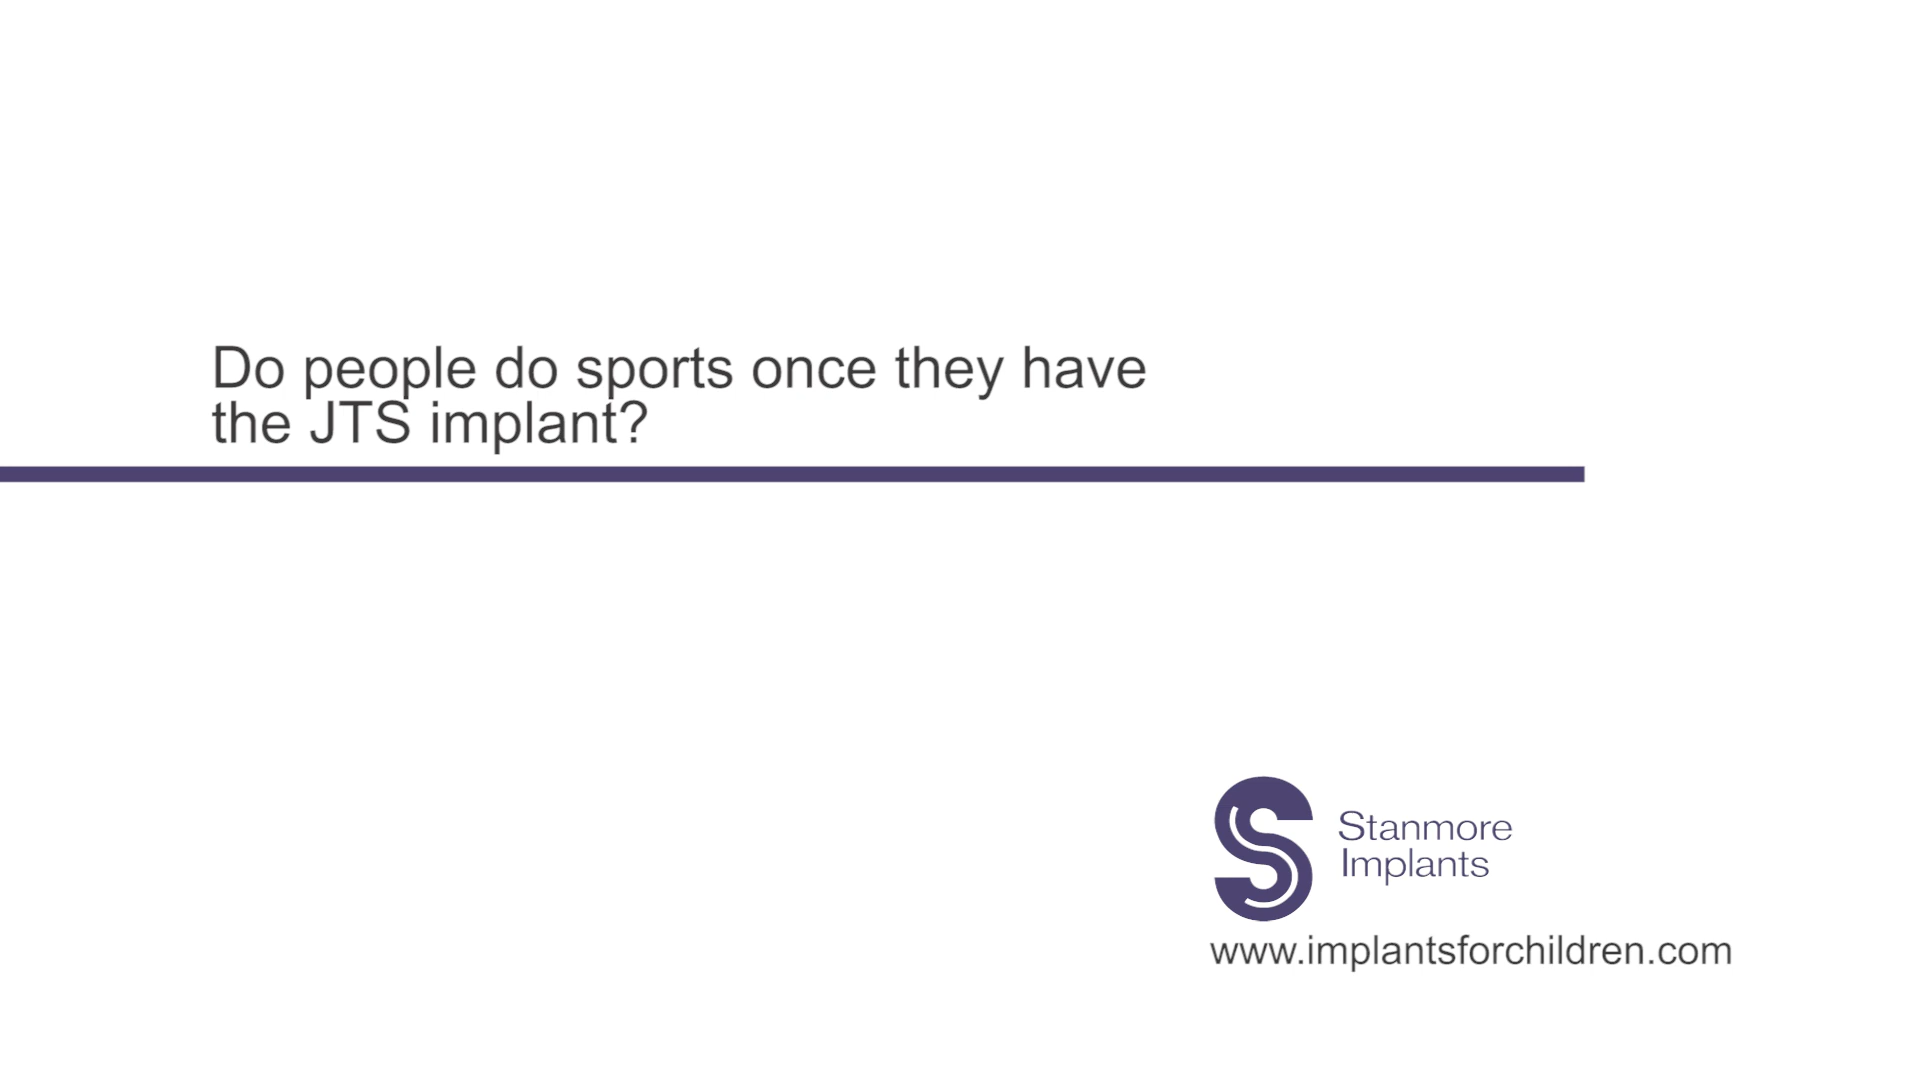 Do people do sports once they have
the JTS implant?
Stanmore
Implants
www.implantsforchildren.com